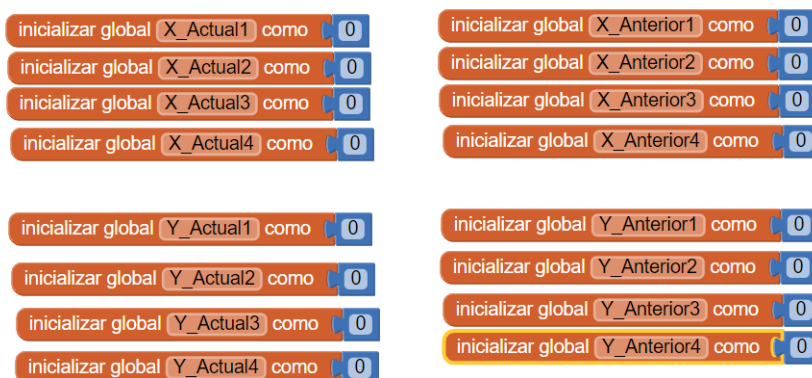 inicializar global X_Actual1 como 0
inicializar global X_Actual2 como 0
inicializar global X_Actual3 como 0
inicializar global X_Actual4 como 0
inicializar global X_Anterior1 como 0
inicializar global X_Anterior2 como 0
inicializar global X_Anterior3 como 0
inicializar global X_Anterior4 como 0
inicializar global Y_Actual1 como 0
inicializar global Y_Actual2 como 0
inicializar global Y_Actual3 como 0
inicializar global Y_Actual4 como 0
inicializar global Y_Anterior1 como 0
inicializar global Y_Anterior2 como 0
inicializar global Y_Anterior3 como 0
inicializar global Y_Anterior4 como 0